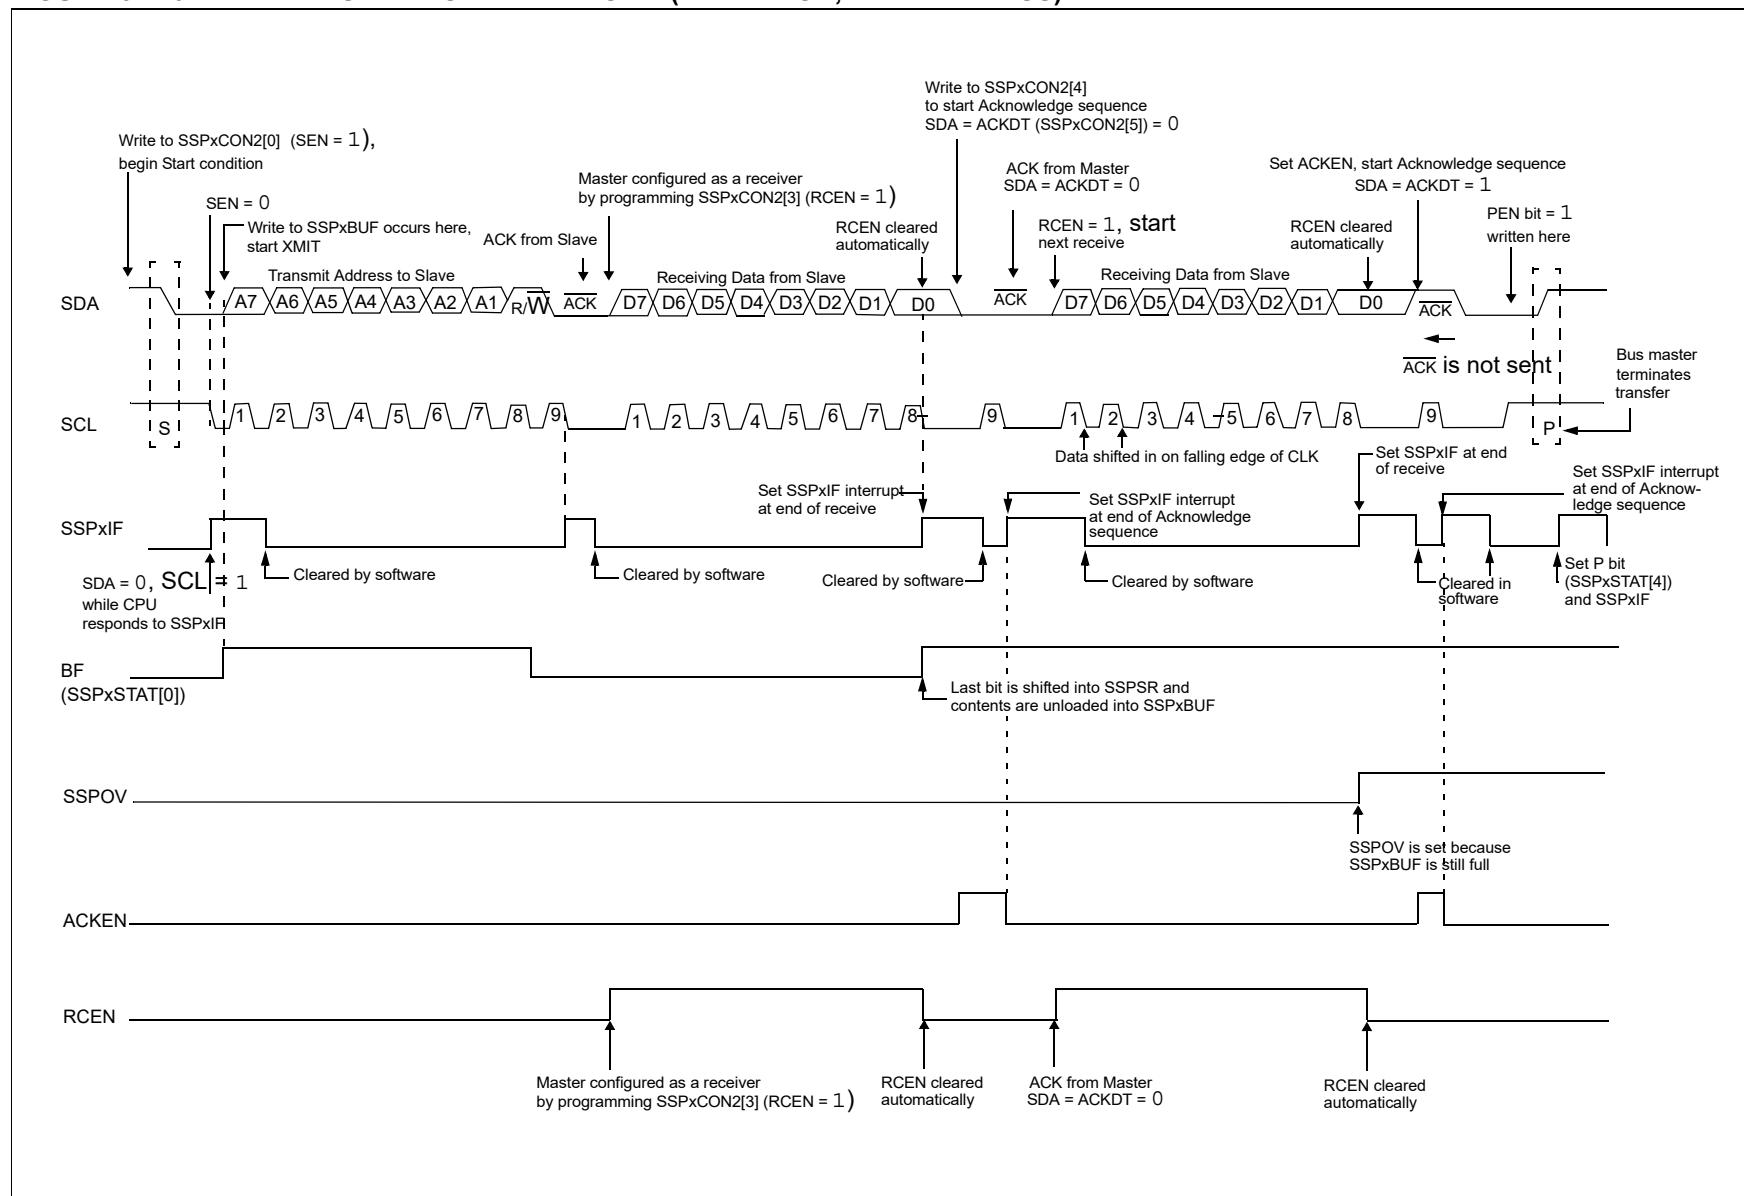 Write to SSPxCON2[4]
to start Acknowledge sequence
SDA = ACKDT (SSPxCON2[5]) = 0
Write to SSPxCON2[0] (SEN = 1),
begin Start condition
Master configured as a receiver
by programming SSPxCON2[3] (RCEN = 1)
ACK from Master
SDA = ACKDT = 0
Set ACKEN, start Acknowledge sequence
SDA = ACKDT = 1
SEN = 0
Write to SSPxBUF occurs here,
start XMIT
ACK from Slave
RCEN cleared
automatically
RCEN = 1, start
next receive
RCEN cleared
automatically
PEN bit = 1
written here
Transmit Address to Slave
Receiving Data from Slave
Receiving Data from Slave
SDA
A7 A6 A5 A4 A3 A2 A1 R/W ACK D7 D6 D5 D4 D3 D2 D1 D0 ACK D7 D6 D5 D4 D3 D2 D1 D0 ACK
ACK is not sent
Bus master
terminates
transfer
SCL
S 1 2 3 4 5 6 7 8 9 1 2 3 4 5 6 7 8 9 1 2 3 4 5 6 7 8 9 P
Data shifted in on falling edge of CLK
Set SSPxIF at end
of receive
Set SSPxIF interrupt
at end of receive
Set SSPxIF interrupt
at end of Acknowledge
sequence
Set SSPxIF interrupt
at end of Acknow-
ledge sequence
SSPxIF
SDA = 0, SCL = 1
while CPU
responds to SSPxIF
Cleared by software
Cleared by software
Cleared by software
Cleared by software
Cleared in
software
Set P bit
(SSPxSTAT[4])
and SSPxIF
BF
(SSPxSTAT[0])
Last bit is shifted into SSPSR and
contents are unloaded into SSPxBUF
SSPOV
SSPOV is set because
SSPxBUF is still full
ACKEN
RCEN
Master configured as a receiver
by programming SSPxCON2[3] (RCEN = 1)
RCEN cleared
automatically
ACK from Master
SDA = ACKDT = 0
RCEN cleared
automatically